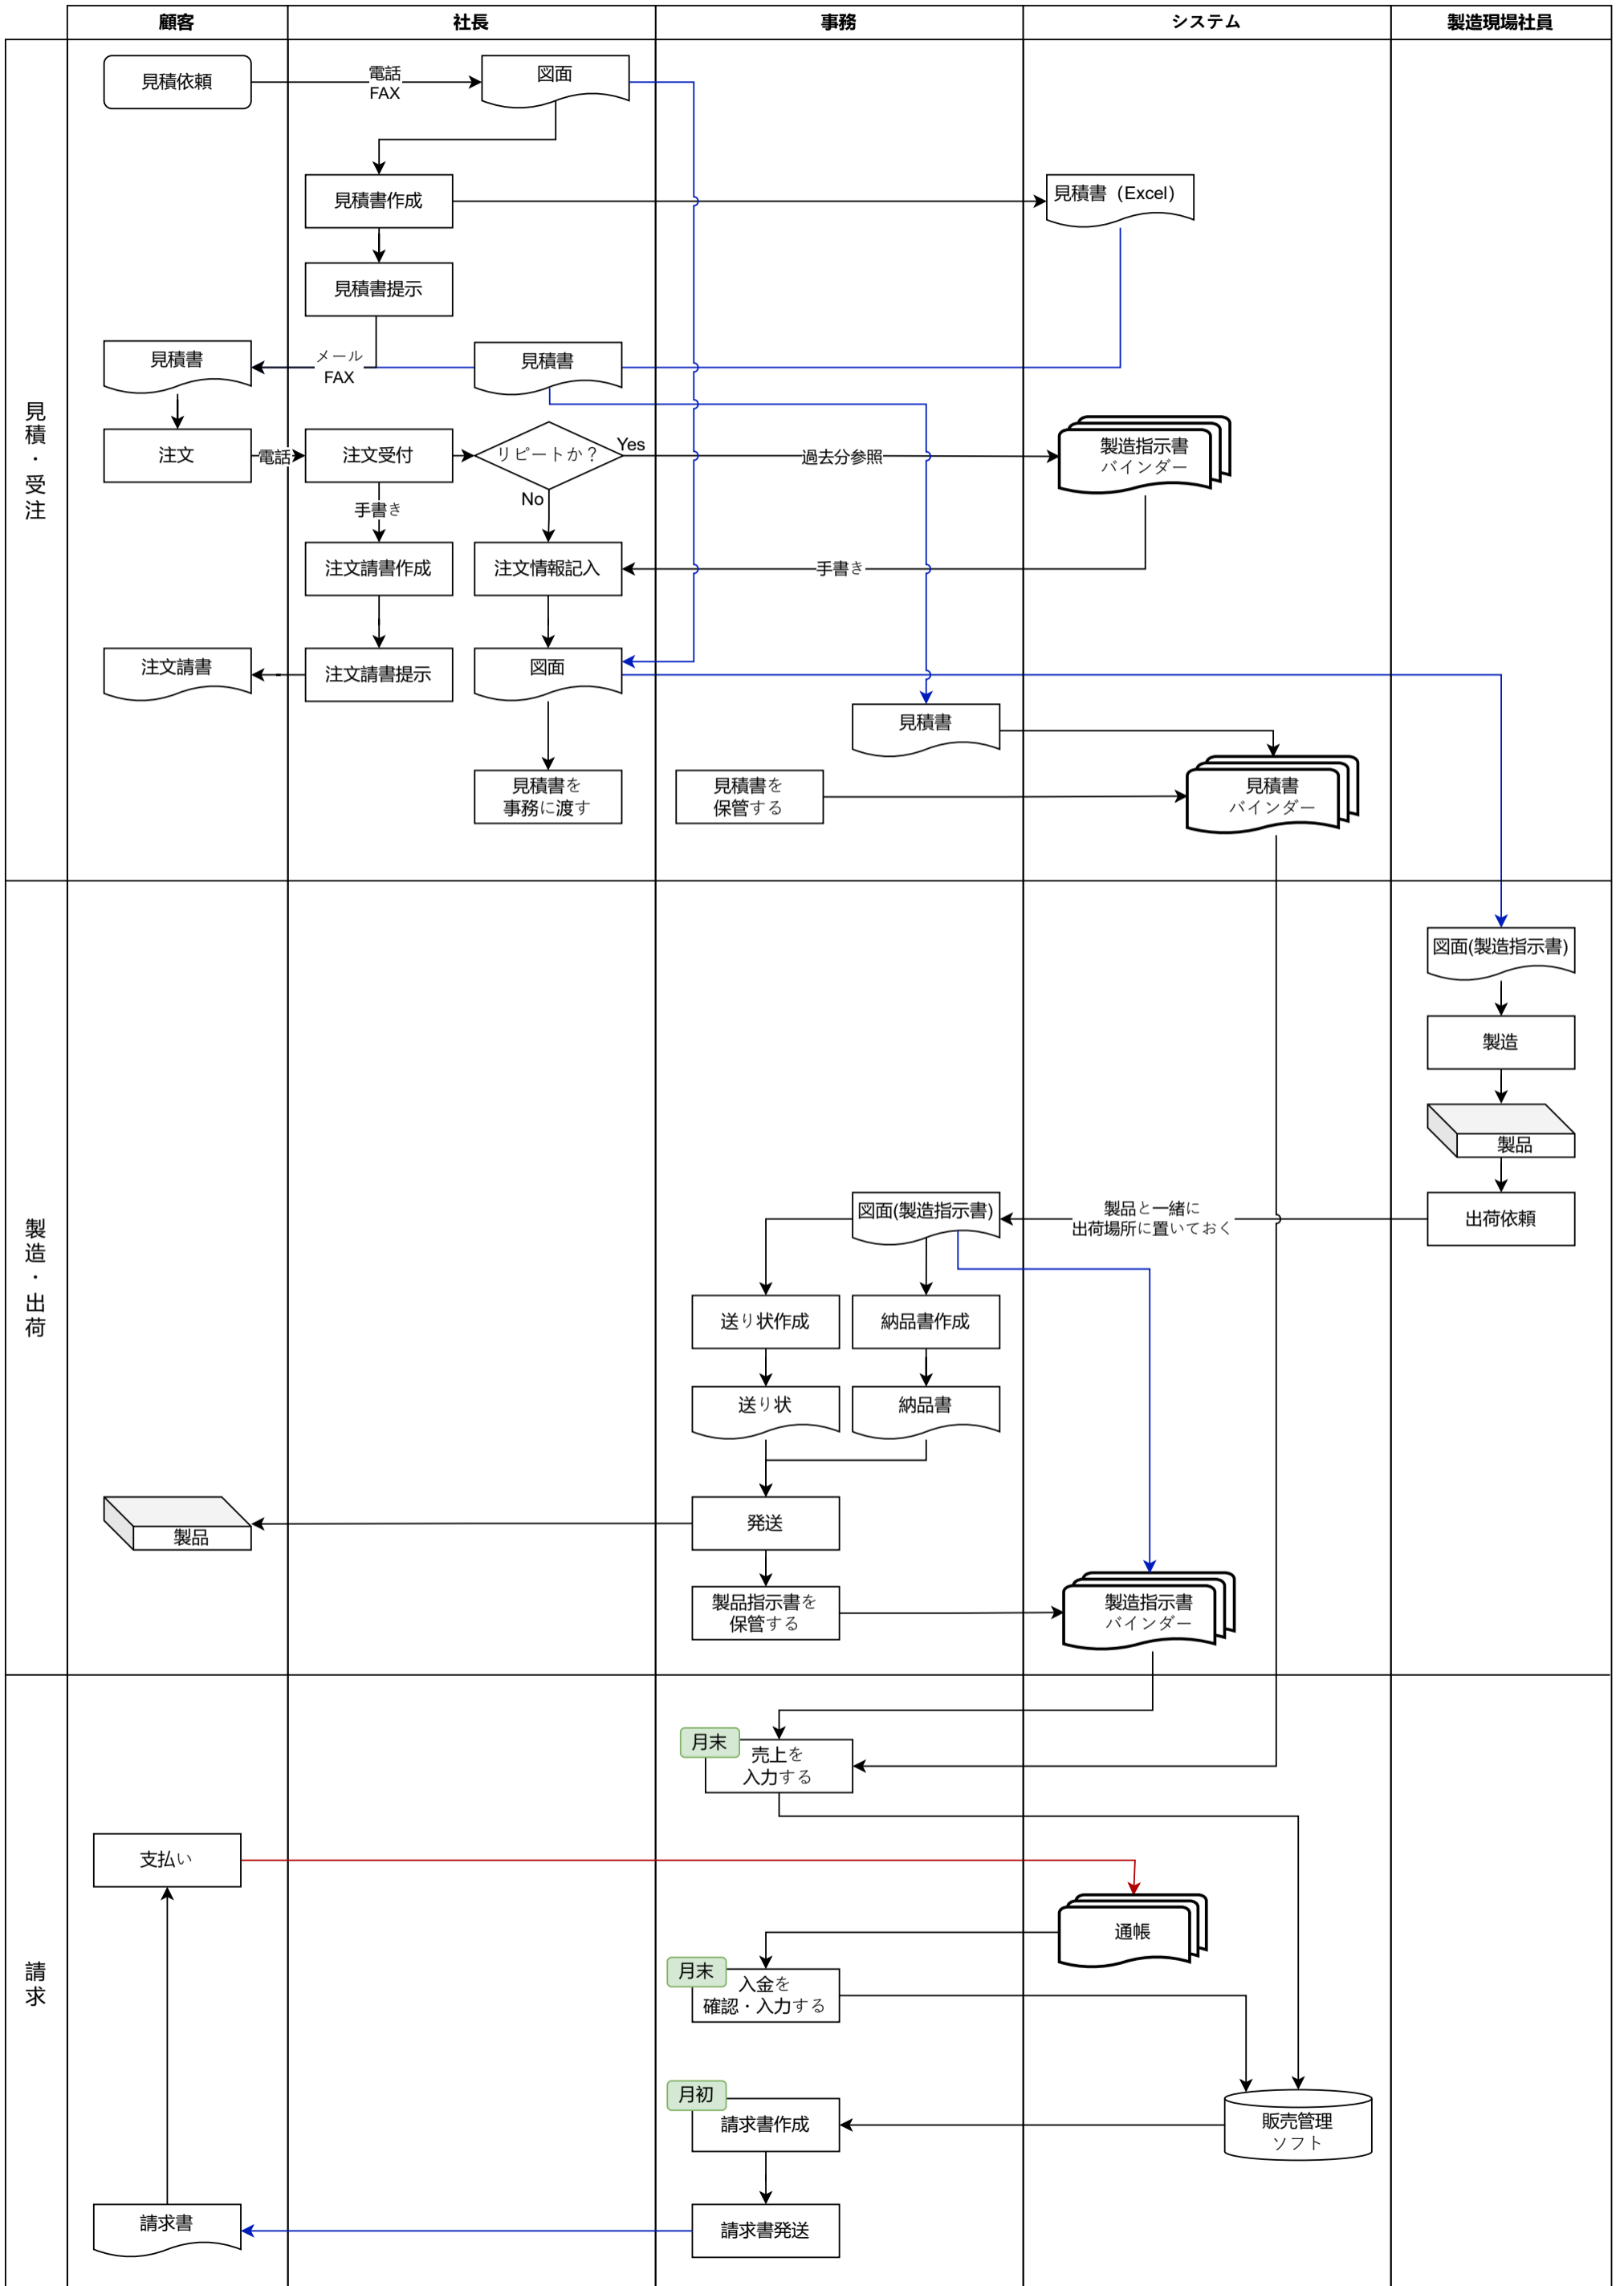 顧客
社長
事務
システム
製造現場社員
見積・受注
見積依頼
電話
FAX
図面
見積書作成
見積書（Excel）
見積書提示
見積書
メール
FAX
見積書
注文
電話
注文受付
リピートか？
Yes
No
過去分参照
製造指示書
バインダー
手書き
注文請書作成
注文情報記入
手書き
注文請書
注文請書提示
図面
見積書
見積書を
事務に渡す
見積書を
保管する
見積書
バインダー
製造・出荷
図面(製造指示書)
製造
製品
出荷依頼
製品と一緒に
出荷場所に置いておく
図面(製造指示書)
送り状作成
納品書作成
送り状
納品書
発送
製品
製品指示書を
保管する
製造指示書
バインダー
請求
月末
売上を
入力する
支払い
通帳
月末
入金を
確認・入力する
月初
請求書作成
販売管理
ソフト
請求書
請求書発送